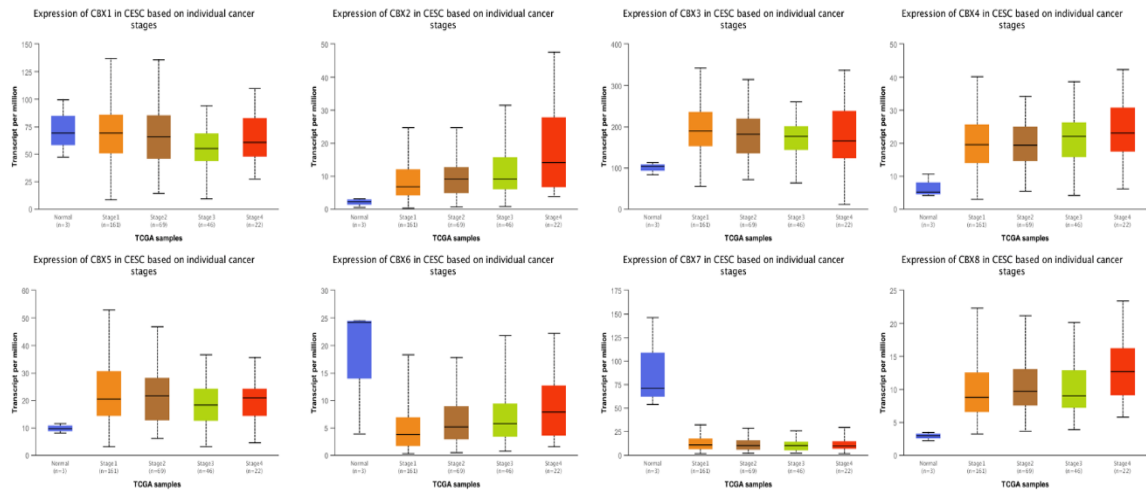 Expression of CBX1 in CESC based on individual cancer
stages
Transcript per million
150
125
100
75
50
25
0
Normal
(n=3)
Stage1
(n=161)
Stage2
(n=69)
Stage3
(n=46)
Stage4
(n=22)
TCGA samples
Expression of CBX2 in CESC based on individual cancer
stages
Transcript per million
50
40
30
20
10
0
Normal
(n=3)
Stage1
(n=161)
Stage2
(n=69)
Stage3
(n=46)
Stage4
(n=22)
TCGA samples
Expression of CBX3 in CESC based on individual cancer
stages
Transcript per million
400
300
200
100
0
Normal
(n=3)
Stage1
(n=161)
Stage2
(n=69)
Stage3
(n=46)
Stage4
(n=22)
TCGA samples
Expression of CBX4 in CESC based on individual cancer
stages
Transcript per million
50
40
30
20
10
0
Normal
(n=3)
Stage1
(n=161)
Stage2
(n=69)
Stage3
(n=46)
Stage4
(n=22)
TCGA samples
Expression of CBX5 in CESC based on individual cancer
stages
Transcript per million
60
50
40
30
20
10
0
Normal
(n=3)
Stage1
(n=161)
Stage2
(n=69)
Stage3
(n=46)
Stage4
(n=22)
TCGA samples
Expression of CBX6 in CESC based on individual cancer
stages
Transcript per million
30
25
20
15
10
5
0
Normal
(n=3)
Stage1
(n=161)
Stage2
(n=69)
Stage3
(n=46)
Stage4
(n=22)
TCGA samples
Expression of CBX7 in CESC based on individual cancer
stages
Transcript per million
175
150
125
100
75
50
25
0
Normal
(n=3)
Stage1
(n=161)
Stage2
(n=69)
Stage3
(n=46)
Stage4
(n=22)
TCGA samples
Expression of CBX8 in CESC based on individual cancer
stages
Transcript per million
25
20
15
10
5
0
Normal
(n=3)
Stage1
(n=161)
Stage2
(n=69)
Stage3
(n=46)
Stage4
(n=22)
TCGA samples